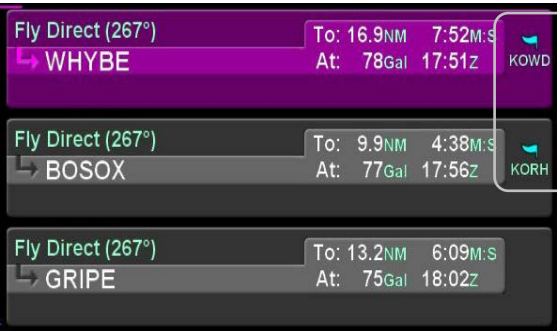 Fly Direct (267°) To: 16.9NM 7:52M:S
WHYBE At: 78Gal 17:51Z KOWD
Fly Direct (267°) To: 9.9NM 4:38M:S
BOSOX At: 77Gal 17:56Z KORH
Fly Direct (267°) To: 13.2NM 6:09M:S
GRIPE At: 75Gal 18:02Z